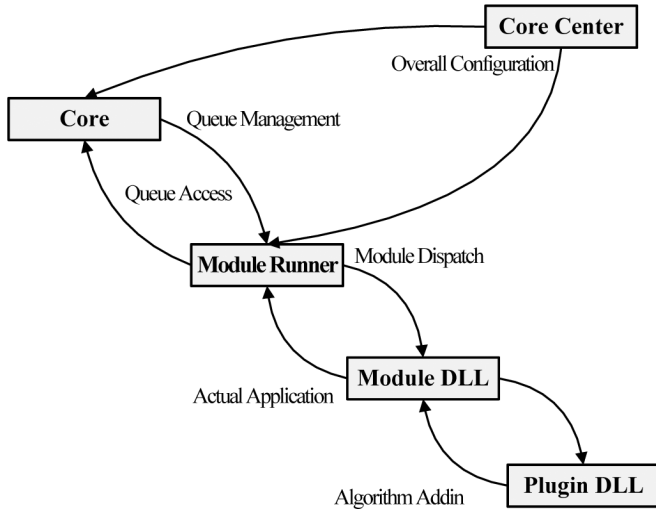 Core Center
Overall Configuration
Core
Queue Management
Queue Access
Module Runner
Module Dispatch
Module DLL
Actual Application
Plugin DLL
Algorithm Addin